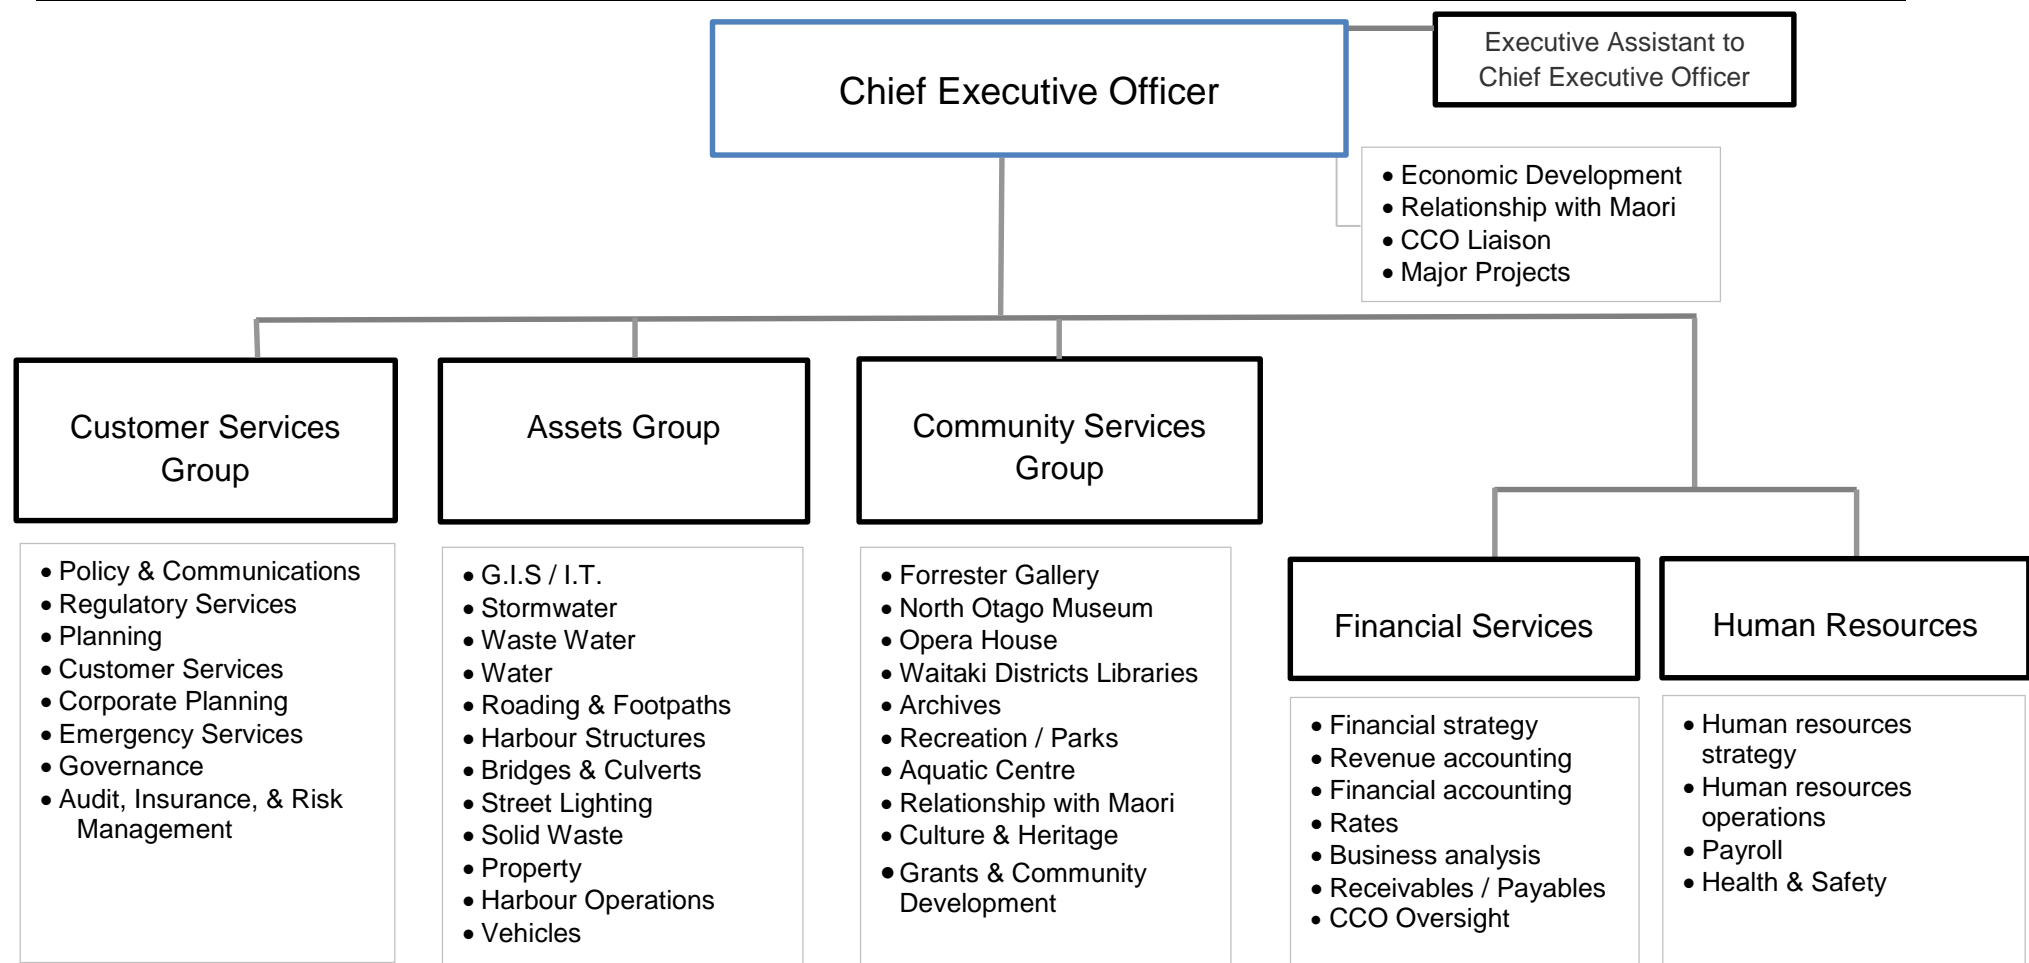 Chief Executive Officer
Executive Assistant to
Chief Executive Officer
• Economic Development
• Relationship with Maori
• CCO Liaison
• Major Projects
Customer Services
Group
• Policy & Communications
• Regulatory Services
• Planning
• Customer Services
• Corporate Planning
• Emergency Services
• Governance
• Audit, Insurance, & Risk
Management
Assets Group
• G.I.S / I.T.
• Stormwater
• Waste Water
• Water
• Roading & Footpaths
• Harbour Structures
• Bridges & Culverts
• Street Lighting
• Solid Waste
• Property
• Harbour Operations
• Vehicles
Community Services
Group
• Forrester Gallery
• North Otago Museum
• Opera House
• Waitaki Districts Libraries
• Archives
• Recreation / Parks
• Aquatic Centre
• Relationship with Maori
• Culture & Heritage
• Grants & Community
Development
Financial Services
• Financial strategy
• Revenue accounting
• Financial accounting
• Rates
• Business analysis
• Receivables / Payables
• CCO Oversight
Human Resources
• Human resources
strategy
• Human resources
operations
• Payroll
• Health & Safety